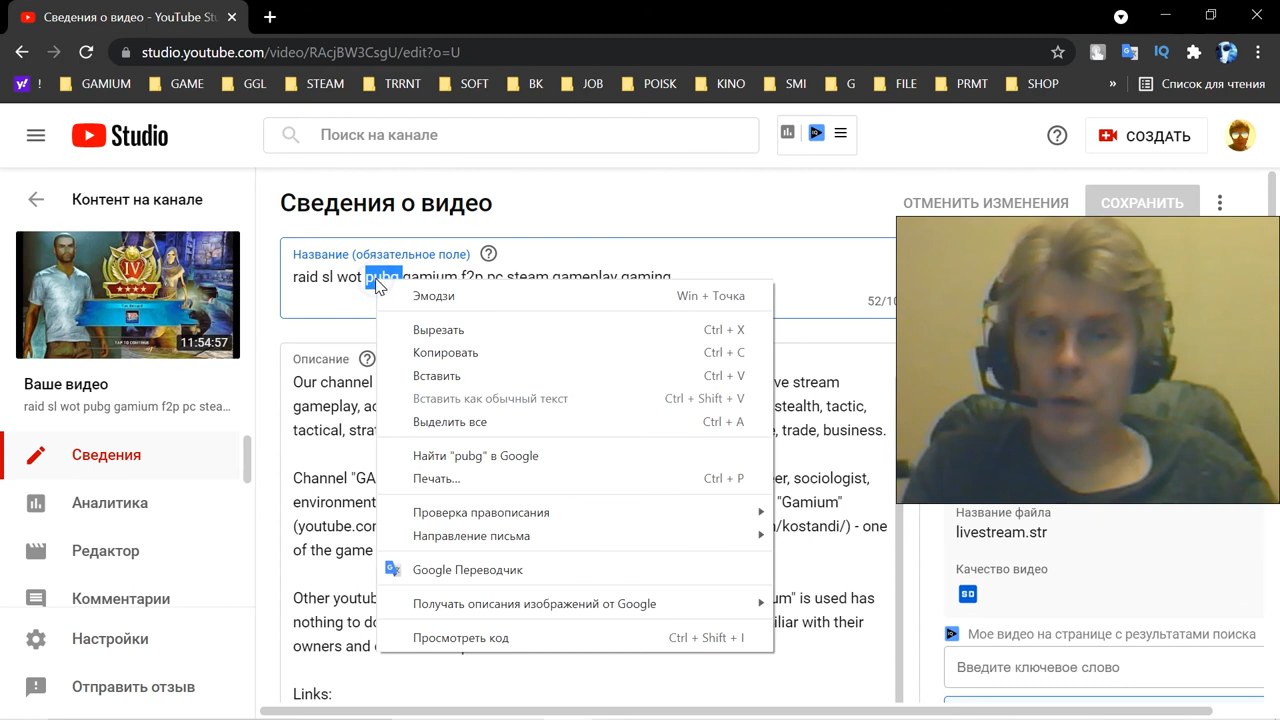 Сведения о видео - YouTube St
studio.youtube.com/video/RAcjBW3CsgU/edit?o=U
IQ
y! !
GAMIUM
GAME
GGL
STEAM
TRRNT
SOFT
BK
JOB
POISK
KINO
SMI
G
FILE
PRMT
SHOP
»
Список для чтения
Studio
Поиск на канале
СОЗДАТЬ
Контент на канале
IV
11:54:57
Ваше видео
raid sl wot pubg gamium f2p pc stea...
Сведения
Аналитика
Редактор
Комментарии
Настройки
Отправить отзыв
Сведения о видео
ОТМЕНИТЬ ИЗМЕНЕНИЯ
СОХРАНИТЬ
Название (обязательное поле)
raid sl wot pubg gamium f2p pc steam gameplay gaming
52/10
Описание
Our channel
ve stream
gameplay, ac
stealth, tactic,
tactical, stra
, trade, business.
Channel "GA
er, sociologist,
environment
"Gamium"
(youtube.con
n/kostandi/) - one
of the game
Other youtub
um" is used has
nothing to do
iliar with their
owners and
Links:
Эмодзи Win + Точка
Вырезать Ctrl + X
Копировать Ctrl + C
Вставить Ctrl + V
Вставить как обычный текст Ctrl + Shift + V
Выделить все Ctrl + A
Найти "pubg" в Google
Печать... Ctrl + P
Проверка правописания
Направление письма
Google Переводчик
Получать описания изображений от Google
Просмотреть код Ctrl + Shift + I
Название файла
livestream.str
Качество видео
SD
Мое видео на странице с результатами поиска
Введите ключевое слово